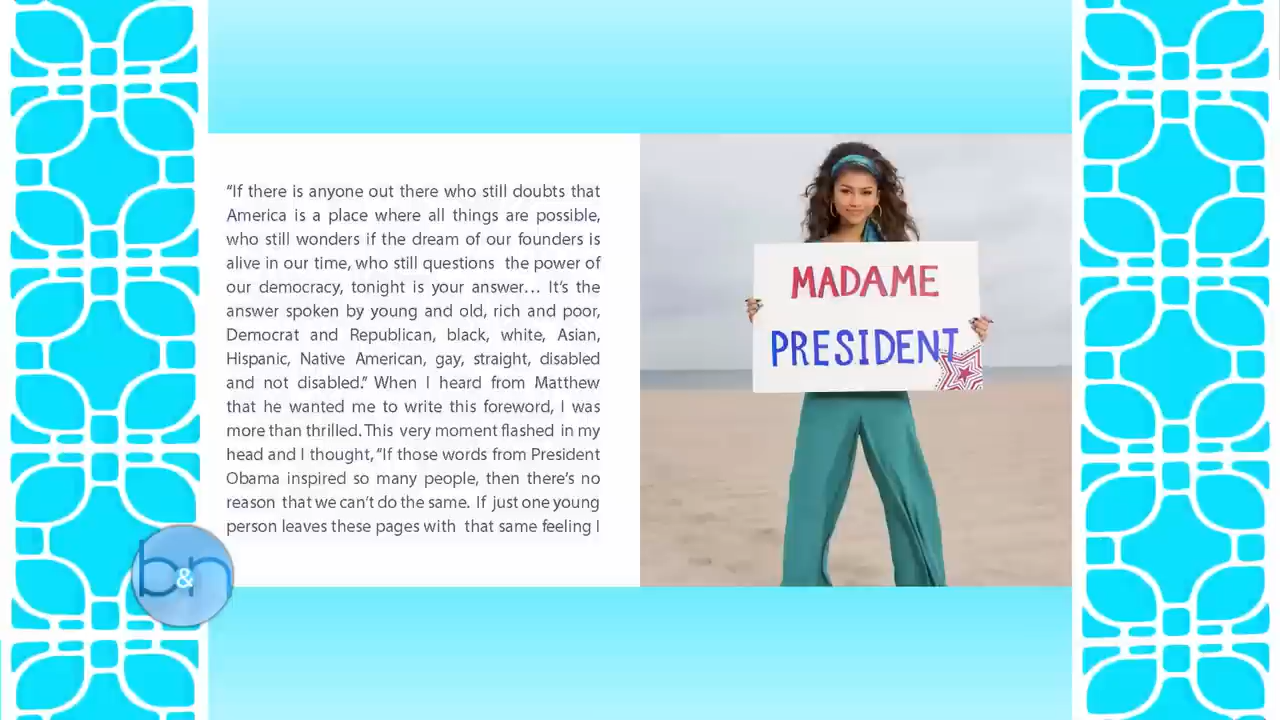 “If there is anyone out there who still doubts that
America is a place where all things are possible,
who still wonders if the dream of our founders is
alive in our time, who still questions the power of
our democracy, tonight is your answer… It’s the
answer spoken by young and old, rich and poor,
Democrat and Republican, black, white, Asian,
Hispanic, Native American, gay, straight, disabled
and not disabled.” When I heard from Matthew
that he wanted me to write this foreword, I was
more than thrilled. This very moment flashed in my
head and I thought, “If those words from President
Obama inspired so many people, then there’s no
reason that we can’t do the same. If just one young
person leaves these pages with that same feeling I
MADAME
PRESIDENT
b&n